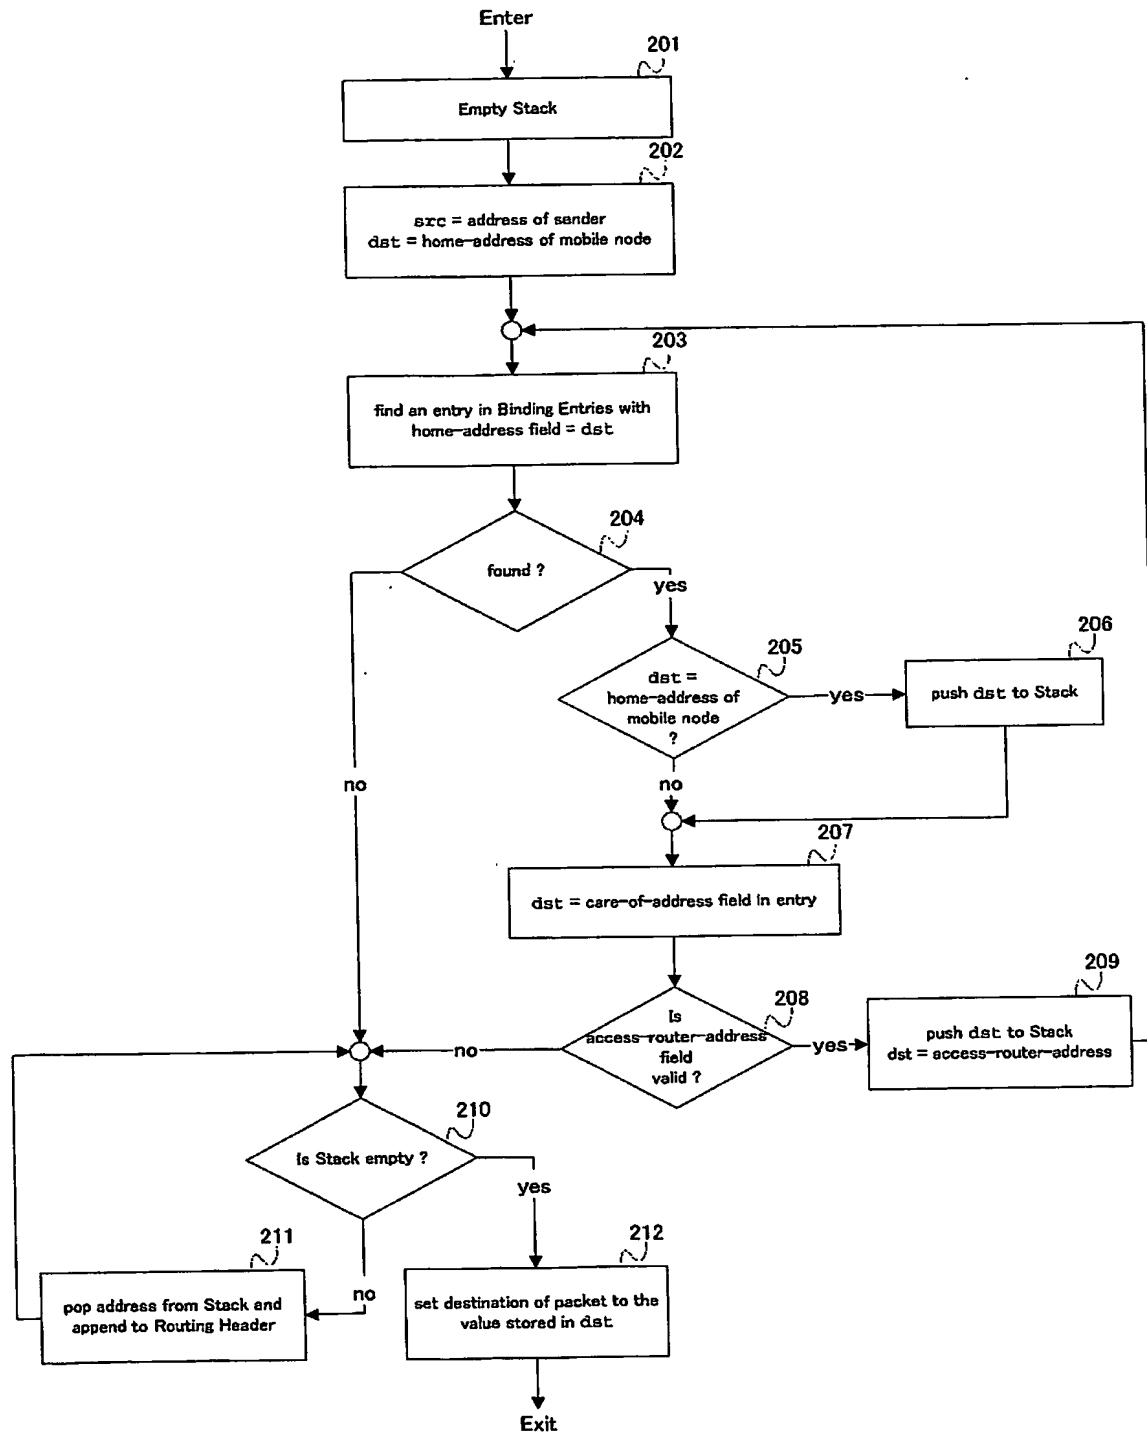 Enter
201
Empty Stack
202
src = address of sender
dst = home-address of mobile node
203
find an entry in Binding Entries with
home-address field = dst
204
found ?
yes
205
206
dst =
home-address of
mobile node
?
yes
push dst to Stack
no
no
207
dst = care-of-address field in entry
208
209
Is
access-router-address
field
valid ?
no
yes
push dst to Stack
dst = access-router-address
210
Is Stack empty ?
yes
211
212
no
pop address from Stack and
append to Routing Header
set destination of packet to the
value stored in dst
Exit